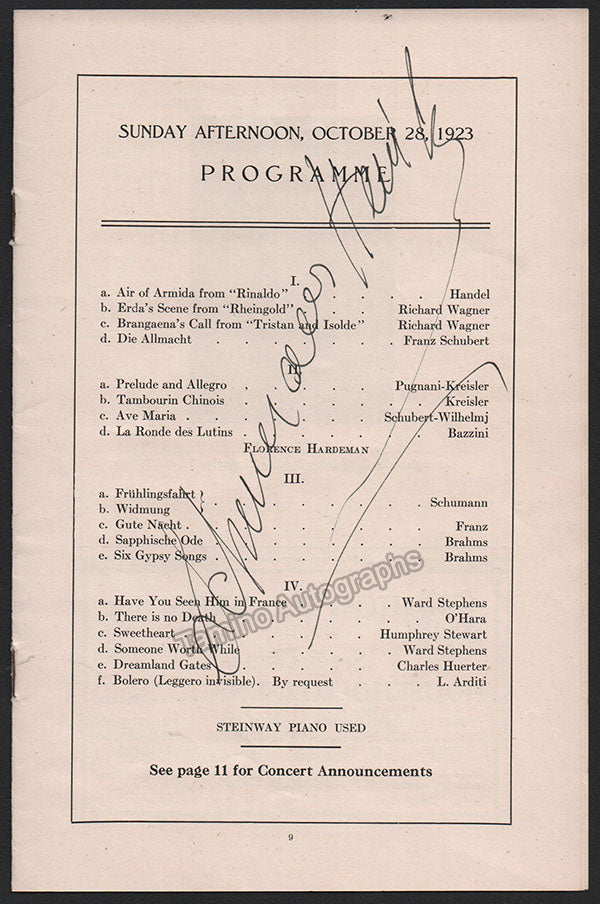 SUNDAY AFTERNOON, OCTOBER 28, 1923
PROGRAMME
I.
a. Air of Armida from "Rinaldo" . . . . Handel
b. Erda's Scene from "Rheingold" . . . . Richard Wagner
c. Brangaena's Call from "Tristan and Isolde" Richard Wagner
d. Die Allmacht . . . . . . Franz Schubert
II.
a. Prelude and Allegro . . . . . Pugnani-Kreisler
b. Tambourin Chinois . . . . . . Kreisler
c. Ave Maria . . . . . . Schubert-Wilhelmj
d. La Ronde des Lutins . . . . . . Bazzini
FLORENCE HARDEMAN
III.
a. Frühlingsfahrt }
b. Widmung } . . . . . . Schumann
c. Gute Nacht . . . . . . . Franz
d. Sapphische Ode . . . . . . Brahms
e. Six Gypsy Songs . . . . . . Brahms
IV.
a. Have You Seen Him in France . . . Ward Stephens
b. There is no Death . . . . . . O'Hara
c. Sweetheart . . . . . Humphrey Stewart
d. Someone Worth While . . . . Ward Stephens
e. Dreamland Gates . . . . . Charles Huerter
f. Bolero (Leggero invisible). By request . . . L. Arditi
STEINWAY PIANO USED
See page 11 for Concert Announcements
9
Schumann Heink
Tamino Autographs